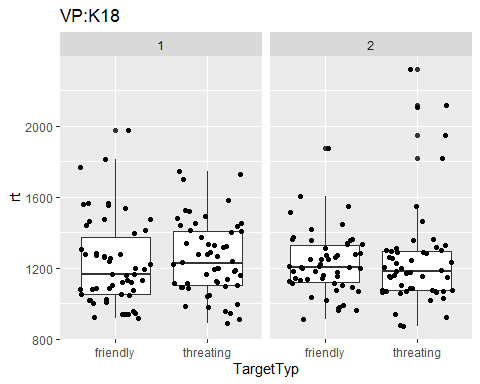 VP:K18
1 2
rt
2000
1600
1200
800
friendly threating friendly threating
TargetTyp